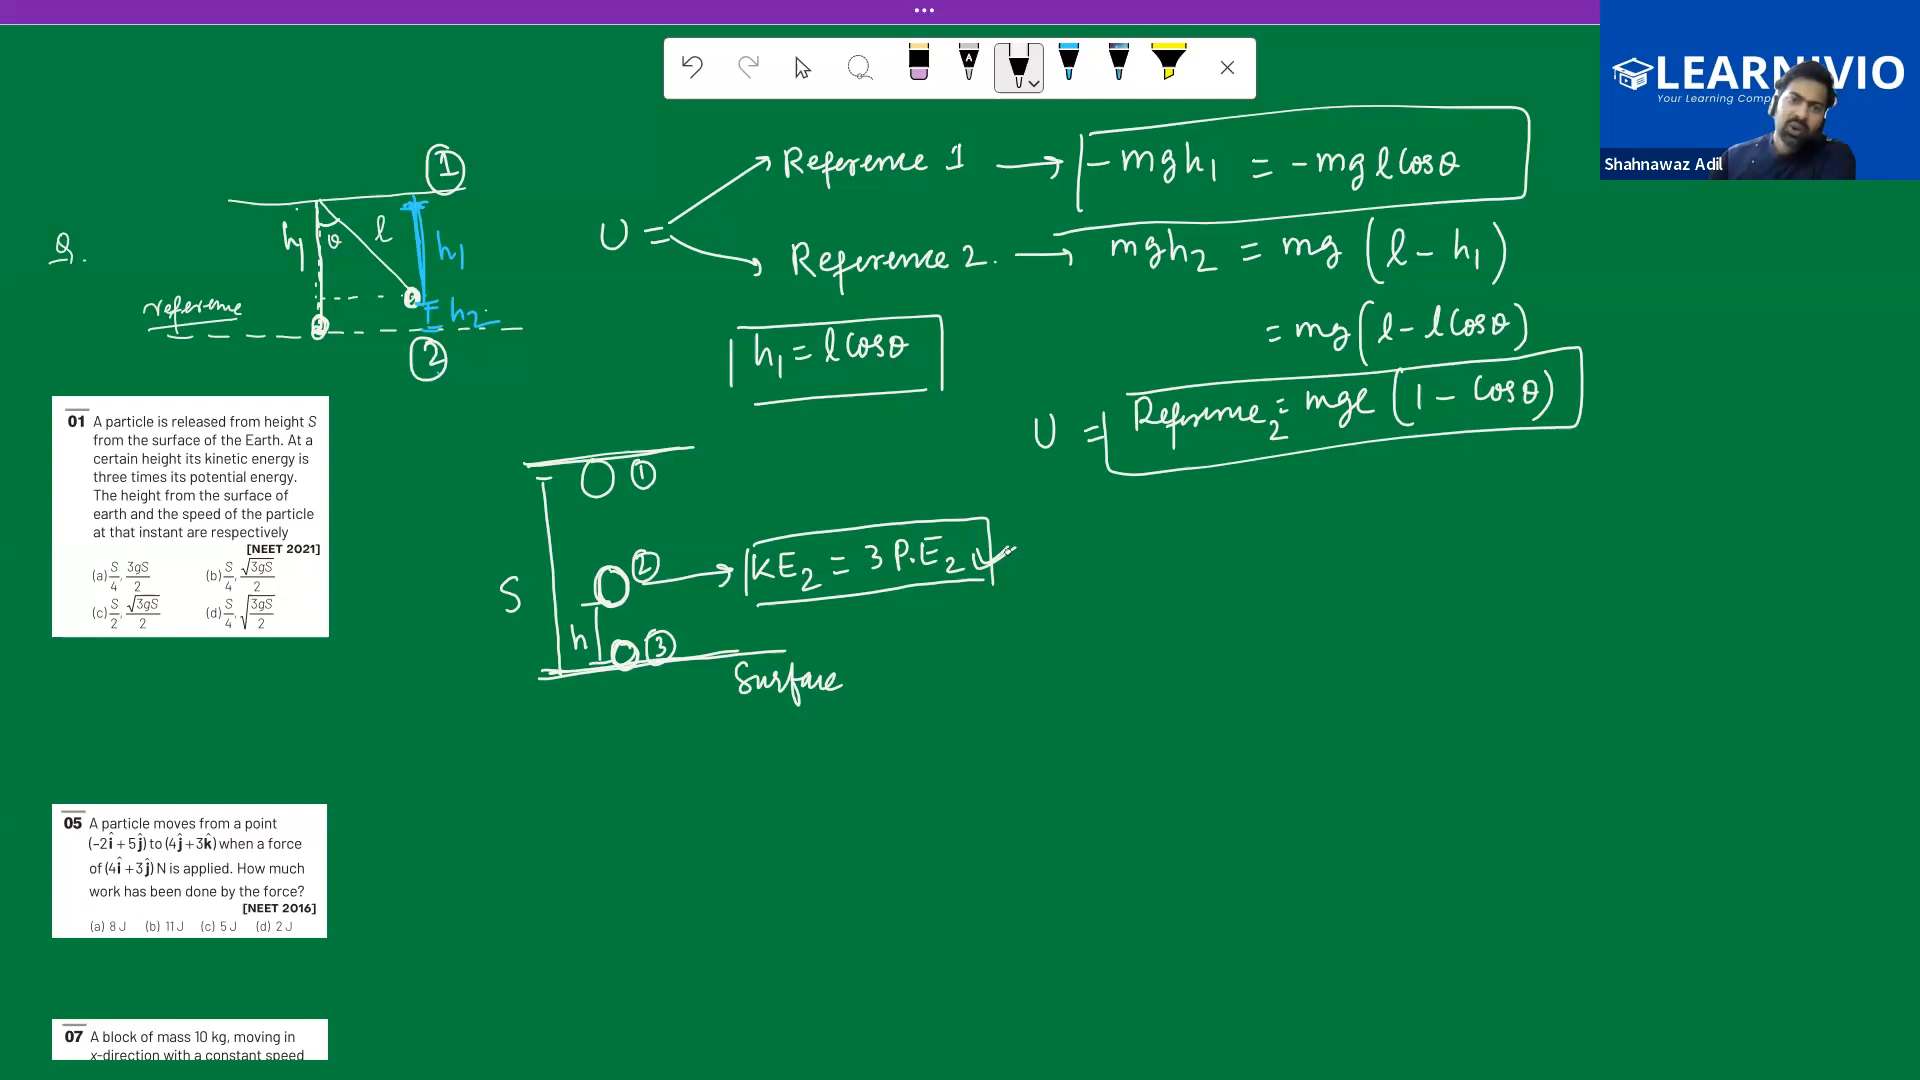 •••
LEARNIVIO
Your Learning Comp
Shahnawaz Adil
Q.
1
h1
θ
l
h1
reference
h2
2
U =
Reference 1 → -mgh1 = -mglcosθ
Reference 2. → mgh2 = mg (l - h1)
= mg (l - lcosθ)
h1 = lcosθ
U = Reference 2 = mgl (1 - cosθ)
01 A particle is released from height S
from the surface of the Earth. At a
certain height its kinetic energy is
three times its potential energy.
The height from the surface of
earth and the speed of the particle
at that instant are respectively
[NEET 2021]
(a) S/4, 3gS/2 (b) S/4, √3gS/2
(c) S/2, √3gS/2 (d) S/4, √(3gS/2)
1
2 → KE2 = 3 P.E2
S
h
3
Surface
05 A particle moves from a point
(-2î + 5ĵ) to (4ĵ + 3k̂) when a force
of (4î + 3ĵ) N is applied. How much
work has been done by the force?
[NEET 2016]
(a) 8 J (b) 11 J (c) 5 J (d) 2 J
07 A block of mass 10 kg, moving in
x-direction with a constant speed